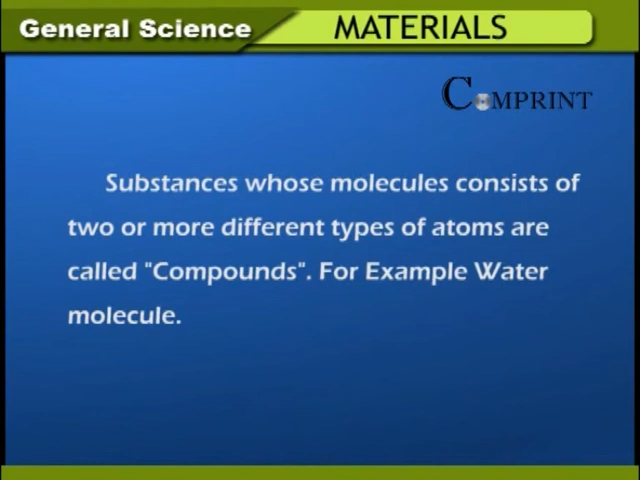 General Science
MATERIALS
COMPRINT
Substances whose molecules consists of
two or more different types of atoms are
called "Compounds". For Example Water
molecule.